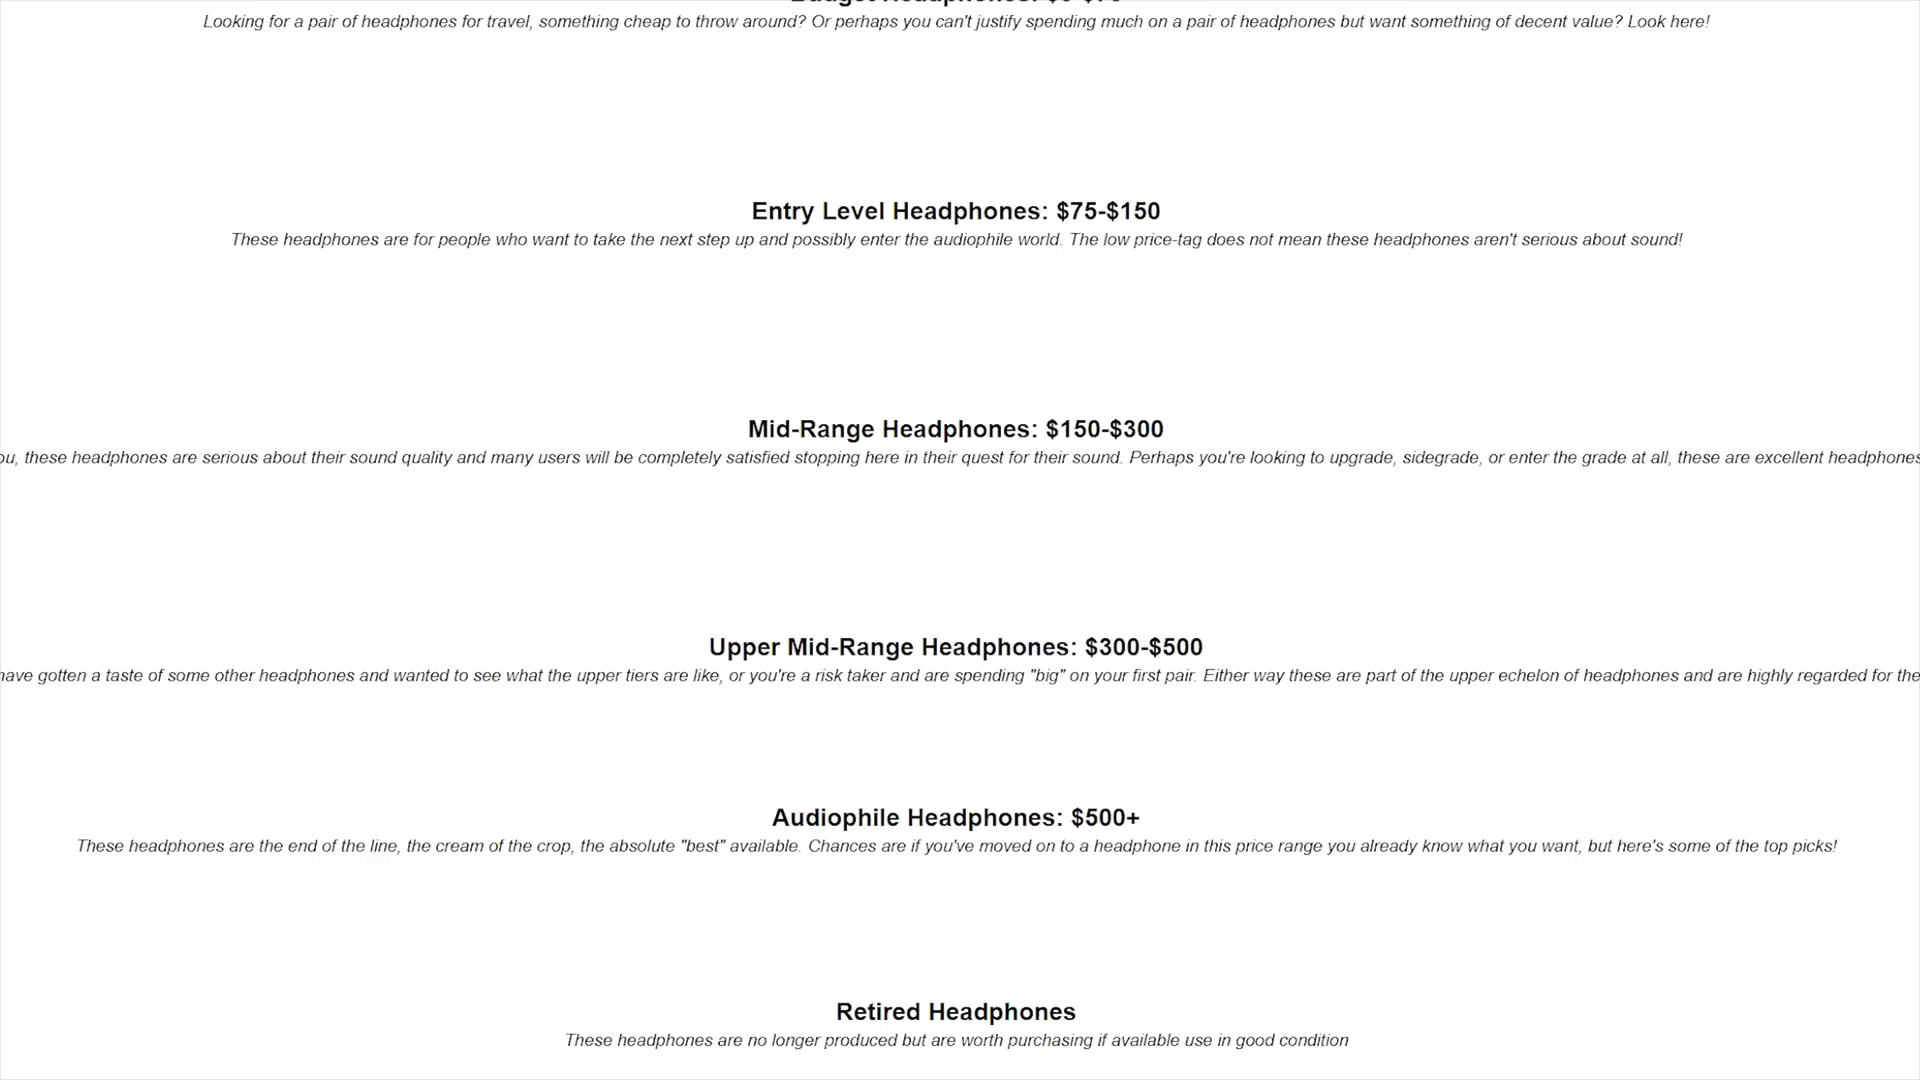 Looking for a pair of headphones for travel, something cheap to throw around? Or perhaps you can't justify spending much on a pair of headphones but want something of decent value? Look here!
Entry Level Headphones: $75-$150
These headphones are for people who want to take the next step up and possibly enter the audiophile world. The low price-tag does not mean these headphones aren't serious about sound!
Mid-Range Headphones: $150-$300
these headphones are serious about their sound quality and many users will be completely satisfied stopping here in their quest for their sound. Perhaps you're looking to upgrade, sidegrade, or enter the grade at all, these are excellent headphones
Upper Mid-Range Headphones: $300-$500
have gotten a taste of some other headphones and wanted to see what the upper tiers are like, or you're a risk taker and are spending "big" on your first pair. Either way these are part of the upper echelon of headphones and are highly regarded for the
Audiophile Headphones: $500+
These headphones are the end of the line, the cream of the crop, the absolute "best" available. Chances are if you've moved on to a headphone in this price range you already know what you want, but here's some of the top picks!
Retired Headphones
These headphones are no longer produced but are worth purchasing if available use in good condition